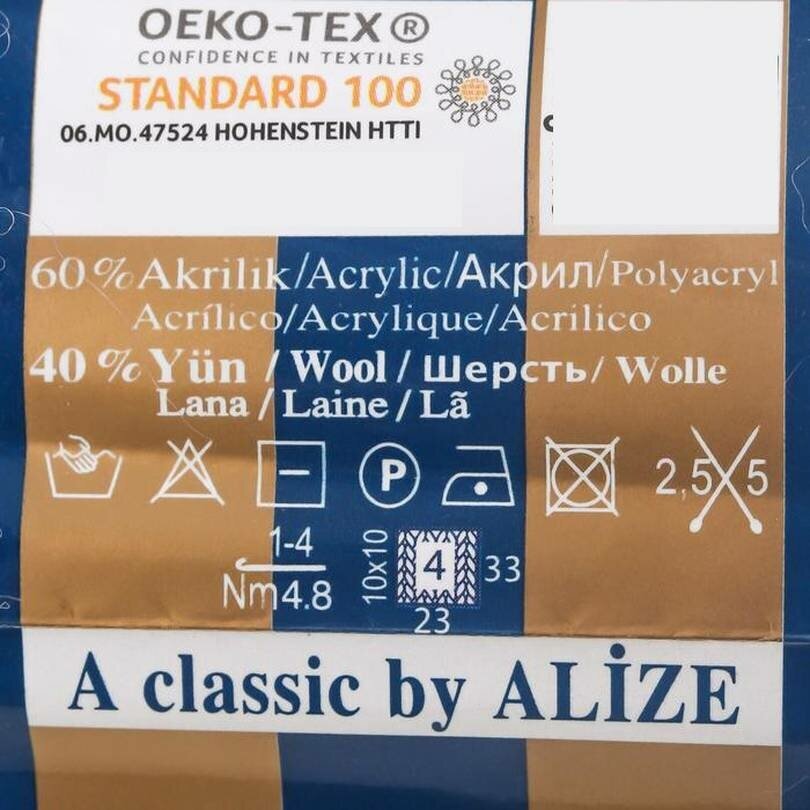 OEKO-TEX®
CONFIDENCE IN TEXTILES
STANDARD 100
06.MO.47524 HOHENSTEIN HTTI
60% Akrilik/Acrylic/Акрил/Polyacryl
Acrílico/Acrylique/Acrilico
40% Yün / Wool / Шерсть / Wolle
Lana / Laine / Lã
P
2,5 5
1-4
Nm4.8
10x10
4
33
23
A classic by ALİZE